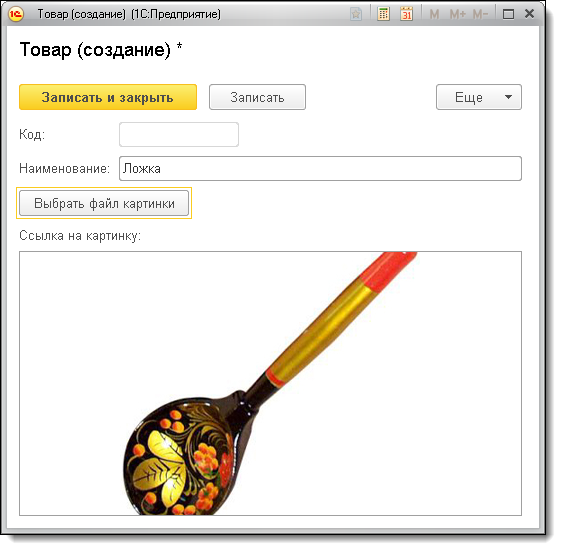 Товар (создание) (1С:Предприятие)
31 M M+ M-
Товар (создание) *
Записать и закрыть Записать Еще
Код:
Наименование: Ложка
Выбрать файл картинки
Ссылка на картинку: